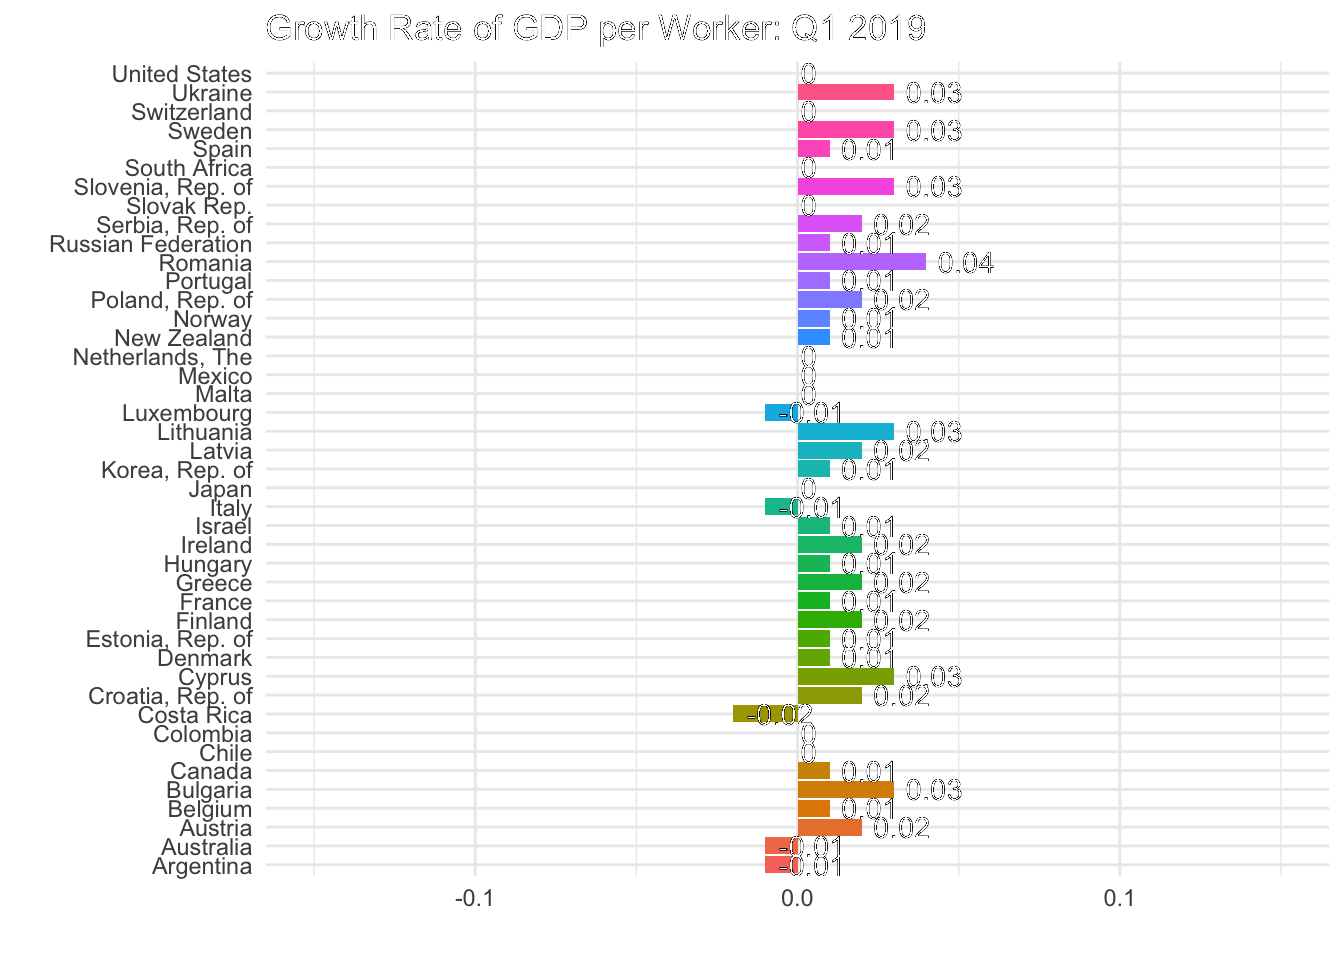 Growth Rate of GDP per Worker: Q1 2019
United States 0
Ukraine 0.03
Switzerland 0
Sweden 0.03
Spain 0.01
South Africa 0
Slovenia, Rep. of 0.03
Slovak Rep. 0
Serbia, Rep. of 0.02
Russian Federation 0.01
Romania 0.04
Portugal 0.01
Poland, Rep. of 0.02
Norway 0.01
New Zealand 0.01
Netherlands, The 0
Mexico 0
Malta 0
Luxembourg -0.01
Lithuania 0.03
Latvia 0.02
Korea, Rep. of 0.01
Japan 0
Italy -0.01
Israel 0.01
Ireland 0.02
Hungary 0.01
Greece 0.02
France 0.01
Finland 0.02
Estonia, Rep. of 0.01
Denmark 0.01
Cyprus 0.03
Croatia, Rep. of 0.02
Costa Rica -0.02
Colombia 0
Chile 0
Canada 0.01
Bulgaria 0.03
Belgium 0.01
Austria 0.02
Australia -0.01
Argentina -0.01
-0.1 0.0 0.1